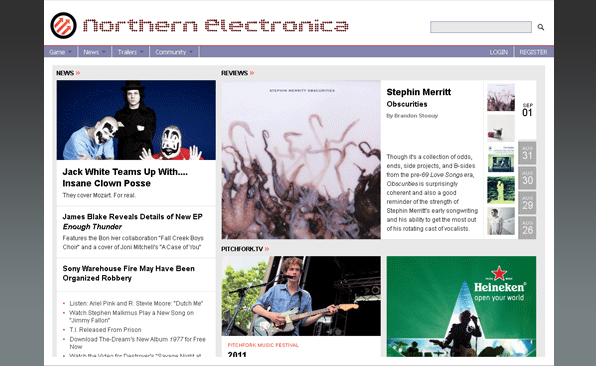 Northern Electronica
Game
News
Trailers
Community
LOGIN
REGISTER
NEWS »
Jack White Teams Up With....
Insane Clown Posse
They cover Mozart. For real.
James Blake Reveals Details of New EP
Enough Thunder
Features the Bon Iver collaboration "Fall Creek Boys
Choir" and a cover of Joni Mitchell's "A Case of You"
Sony Warehouse Fire May Have Been
Organized Robbery
Listen: Ariel Pink and R. Stevie Moore: "Dutch Me"
Watch Stephen Malkmus Play a New Song on
"Jimmy Fallon"
T.I. Released From Prison
Download The-Dream's New Album 1977 for Free
Now
Watch the Video for Destroyer's "Savage Night at
REVIEWS »
STEPHIN MERRITT OBSCURITIES
Stephin Merritt
Obscurities
By Brandon Stosuy
Though it's a collection of odds,
ends, side projects, and B-sides
from the pre-69 Love Songs era,
Obscurities is surprisingly
coherent and also a good
reminder of the strength of
Stephin Merritt's early songwriting
and his ability to get the most out
of his rotating cast of vocalists.
SEP
01
AUG
31
AUG
30
AUG
29
AUG
26
PITCHFORK.TV »
PITCHFORK MUSIC FESTIVAL
2011
Heineken
open your world